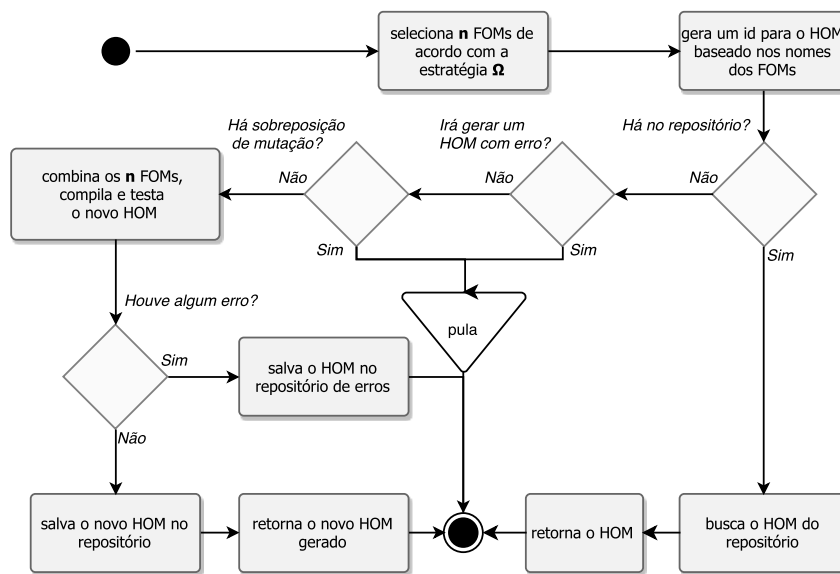 seleciona n FOMs de
acordo com a
estratégia Ω
gera um id para o HOM
baseado nos nomes
dos FOMs
Há no repositório?
Não
Sim
Irá gerar um
HOM com erro?
Não
Sim
Há sobreposição
de mutação?
Não
Sim
combina os n FOMs,
compila e testa
o novo HOM
pula
Houve algum erro?
Sim
Não
salva o HOM no
repositório de erros
salva o novo HOM no
repositório
retorna o novo HOM
gerado
retorna o HOM
busca o HOM do
repositório